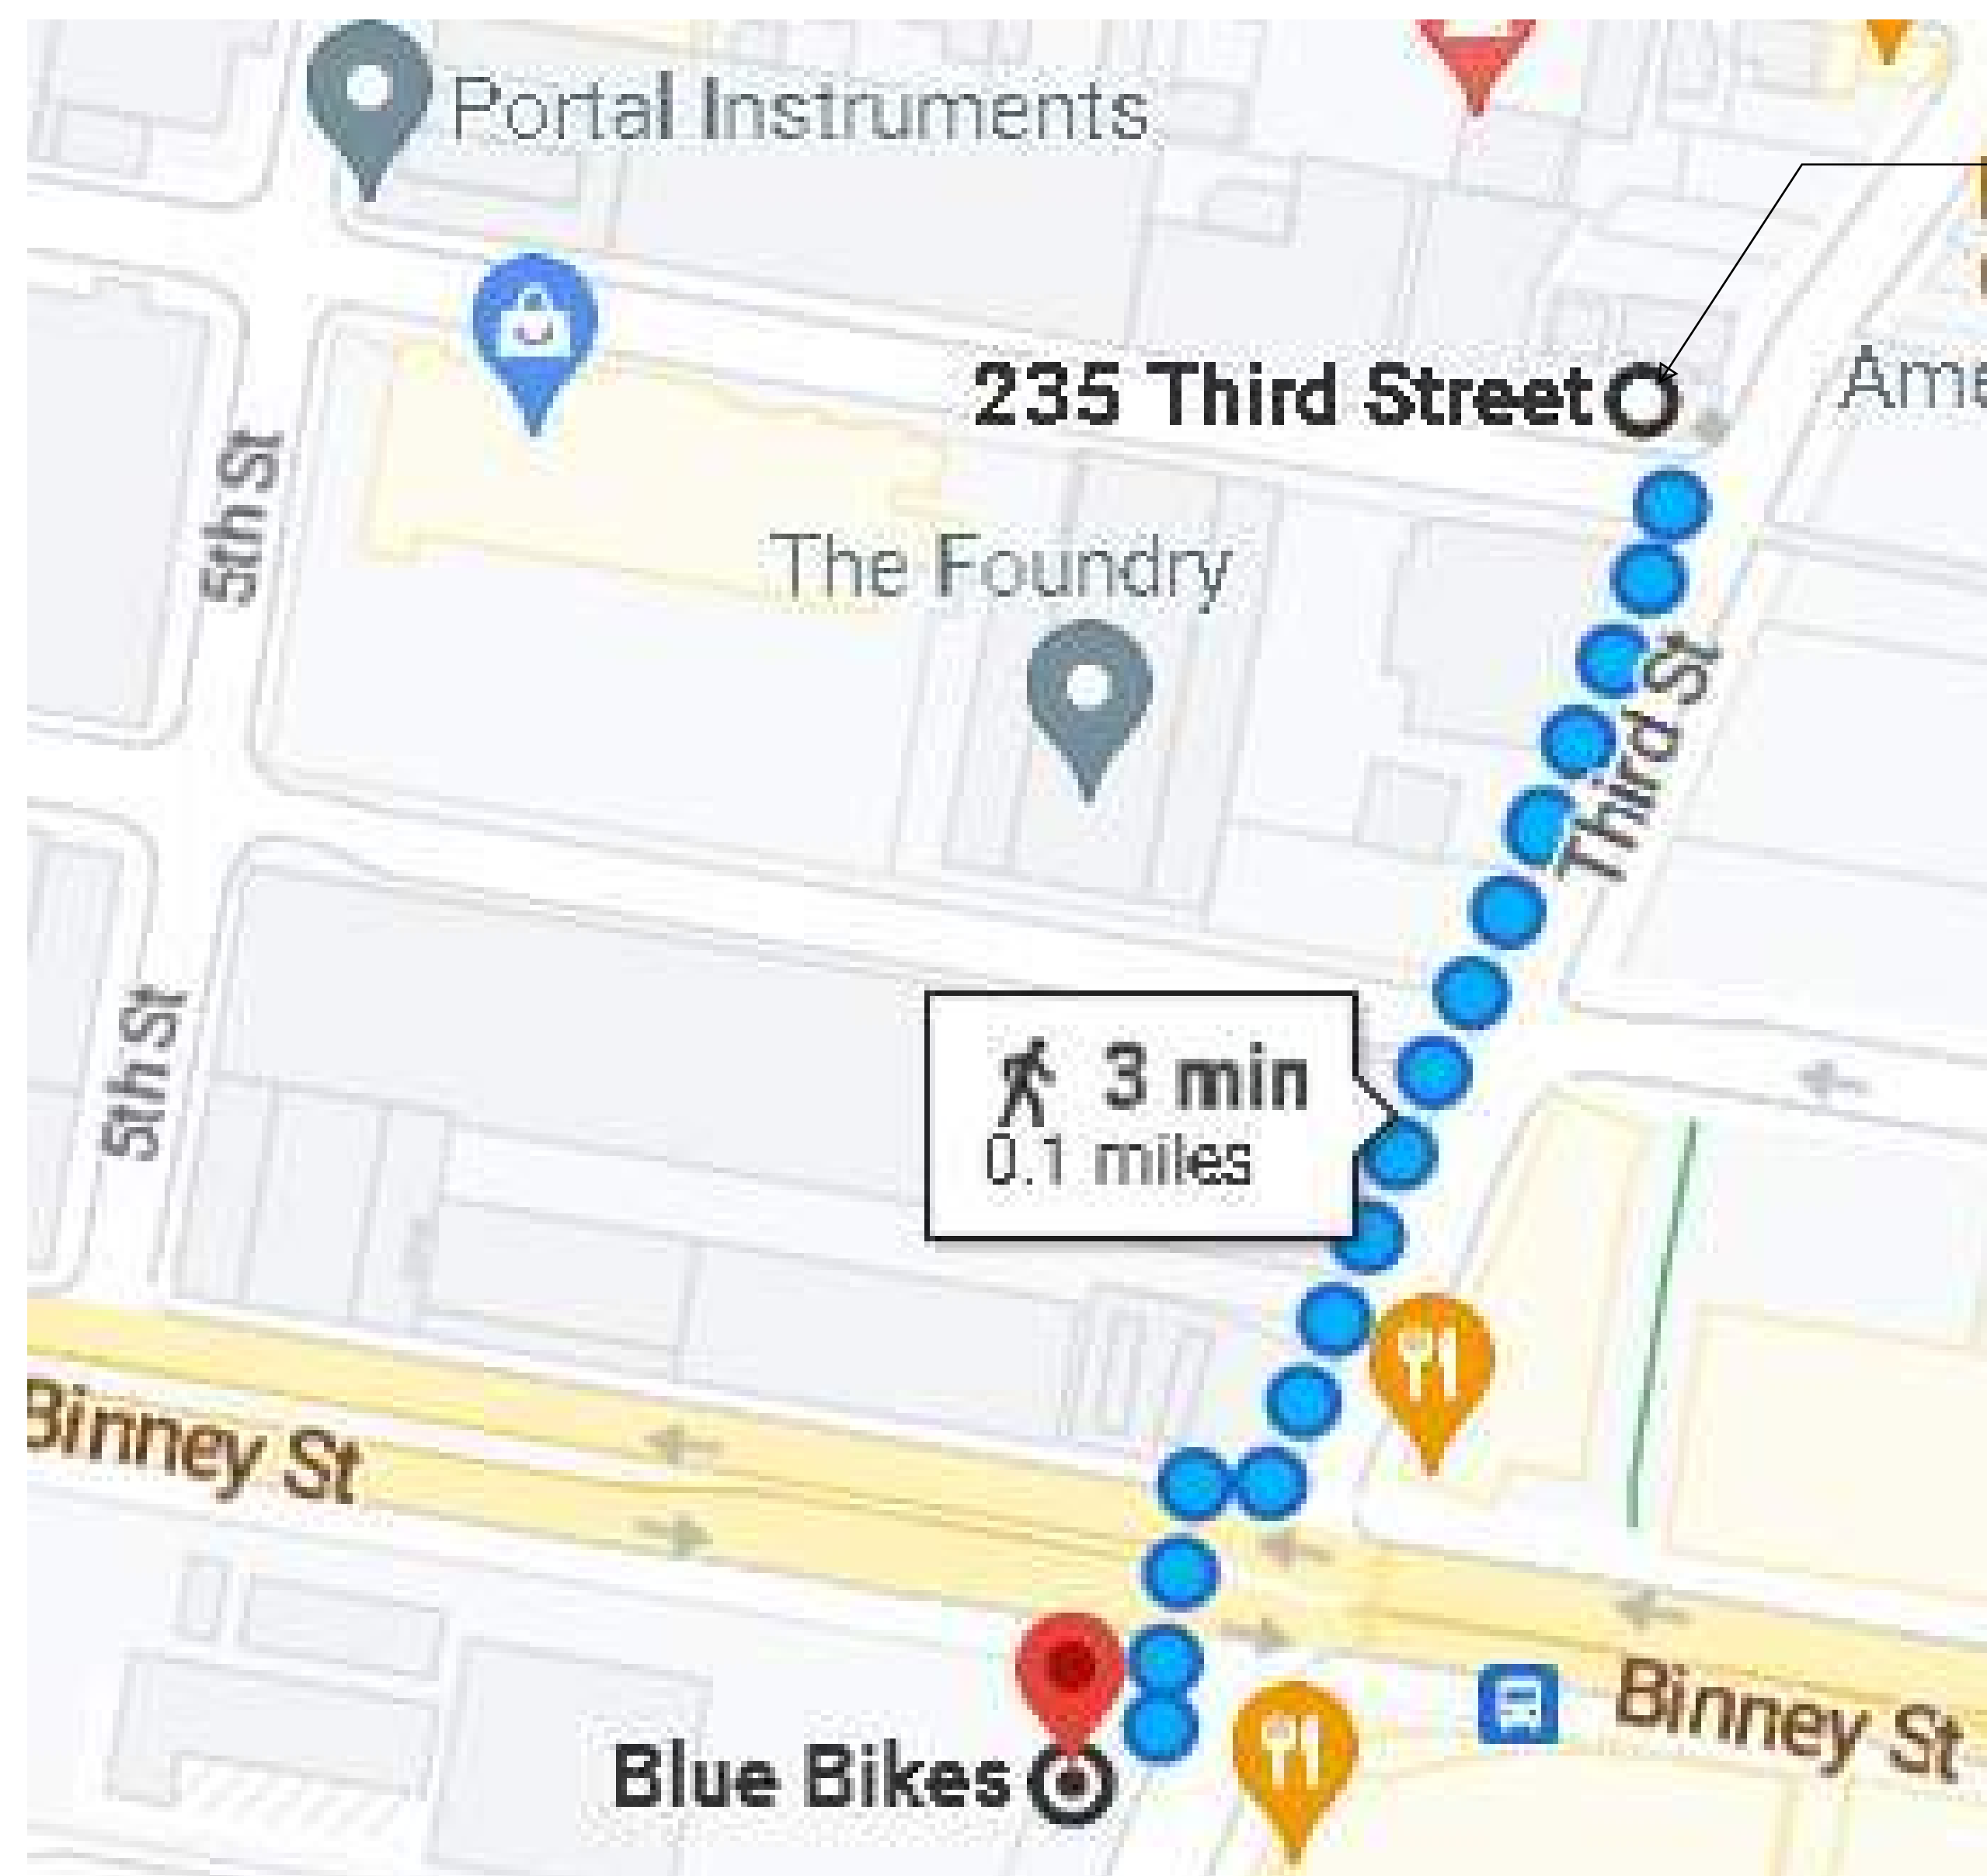 Portal Instruments
235 Third Street
Ame
5th St
The Foundry
Third St
3 min
0.1 miles
5th St
Binney St
Binney St
Blue Bikes